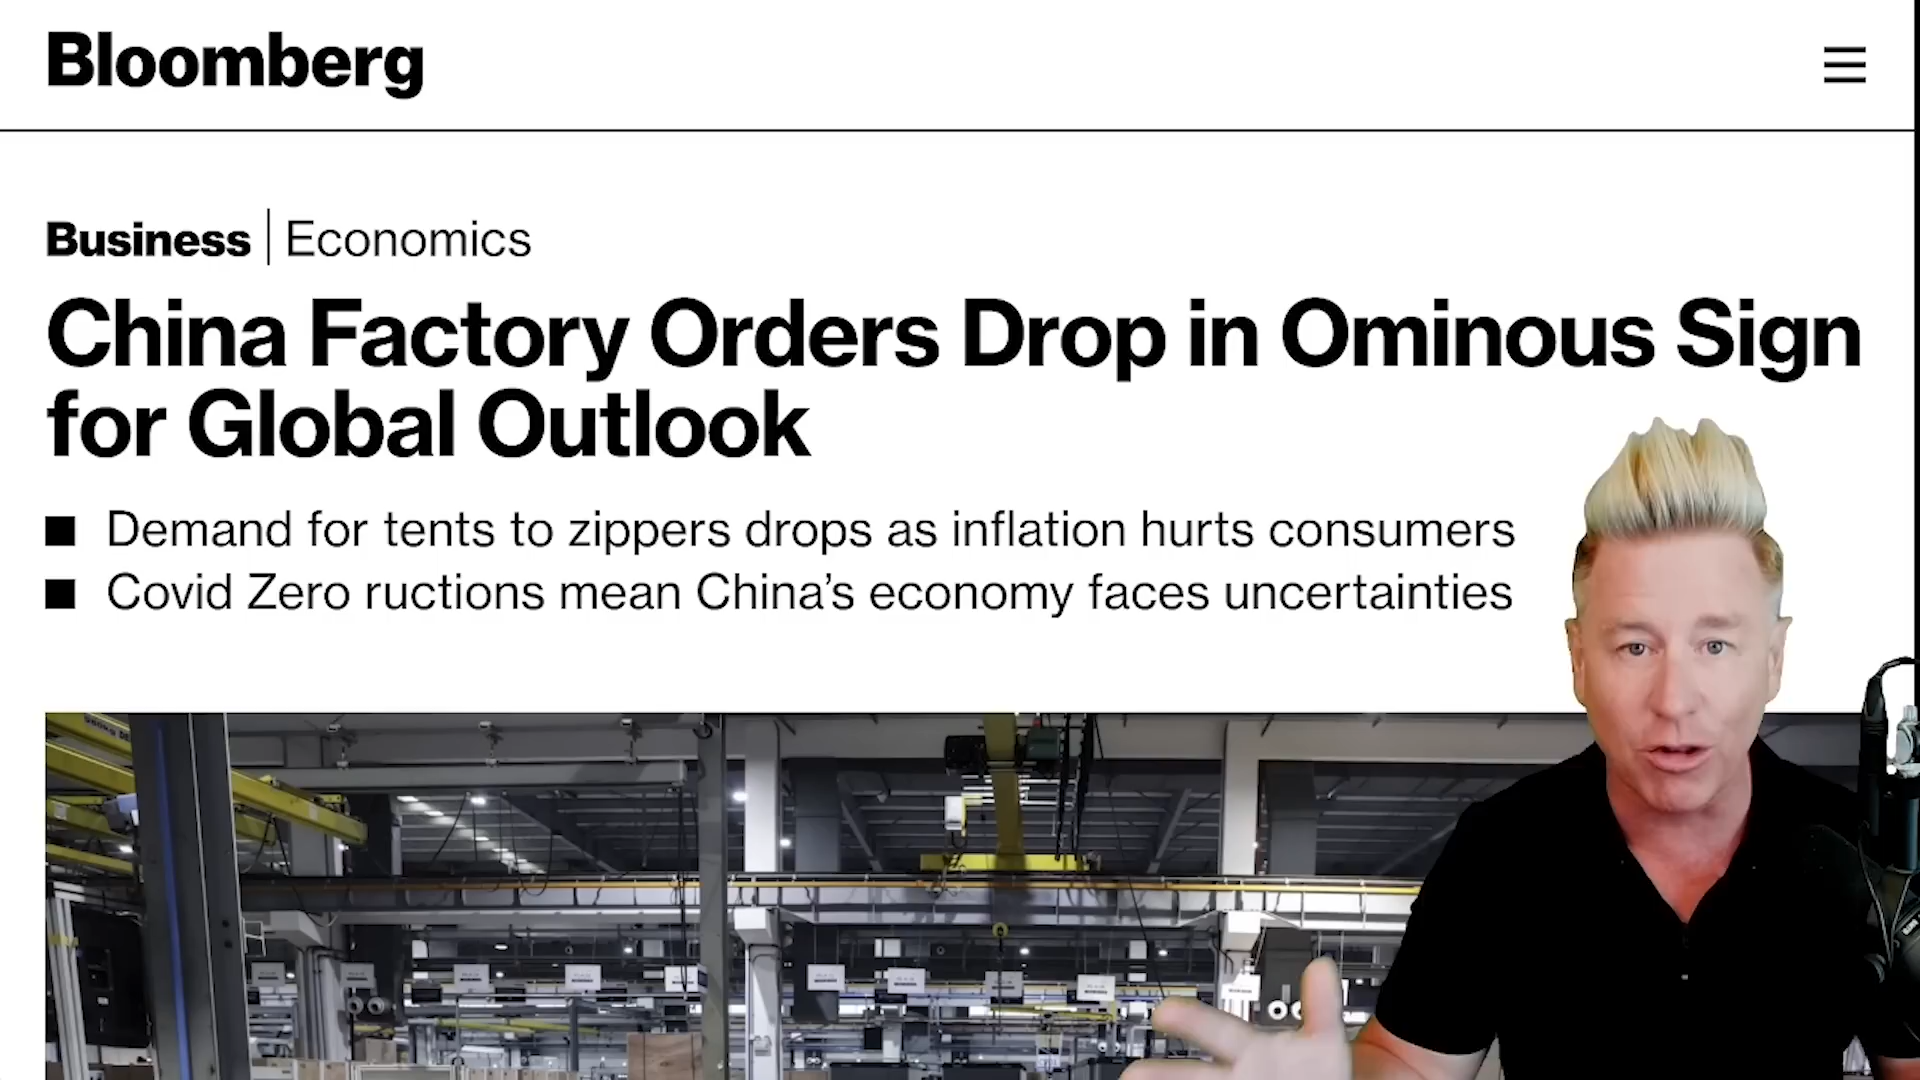 Bloomberg
Business | Economics
China Factory Orders Drop in Ominous Sign
for Global Outlook
Demand for tents to zippers drops as inflation hurts consumers
Covid Zero ructions mean China’s economy faces uncertainties